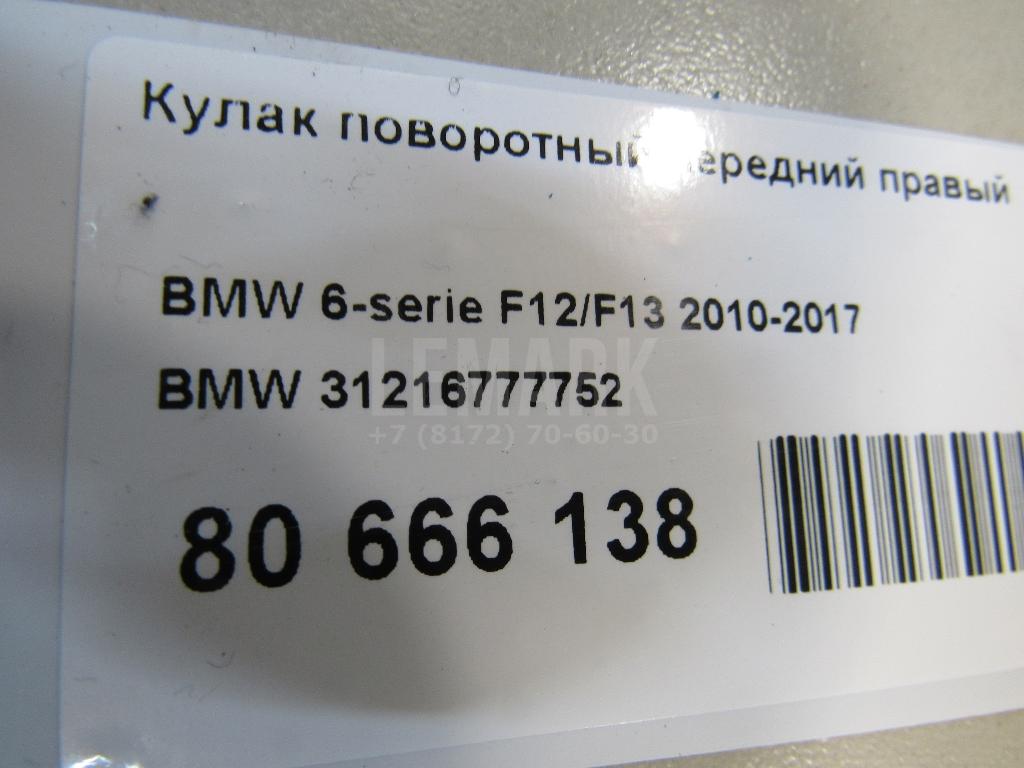 Кулак поворотный передний правый
BMW 6-serie F12/F13 2010-2017
BMW 31216777752
LEMARK
+7 (8172) 70-60-30
80 666 138